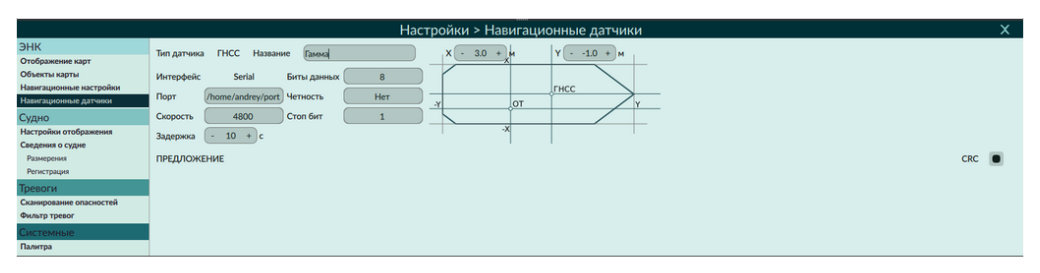 Настройки > Навигационные датчики X
ЭНК
Отображение карт
Объекты карты
Навигационные настройки
Навигационные датчики
Судно
Настройки отображения
Сведения о судне
Размерения
Регистрация
Тревоги
Сканирование опасностей
Фильтр тревог
Системные
Палитра
Тип датчика ГНСС Название Гамма
Интерфейс Serial Биты данных 8
Порт /home/andrey/port Четность Нет
Скорость 4800 Стоп бит 1
Задержка - 10 + с
X - 3.0 + м Y - -1.0 + м
X
ГНСС
-Y ОТ Y
-X
ПРЕДЛОЖЕНИЕ CRC